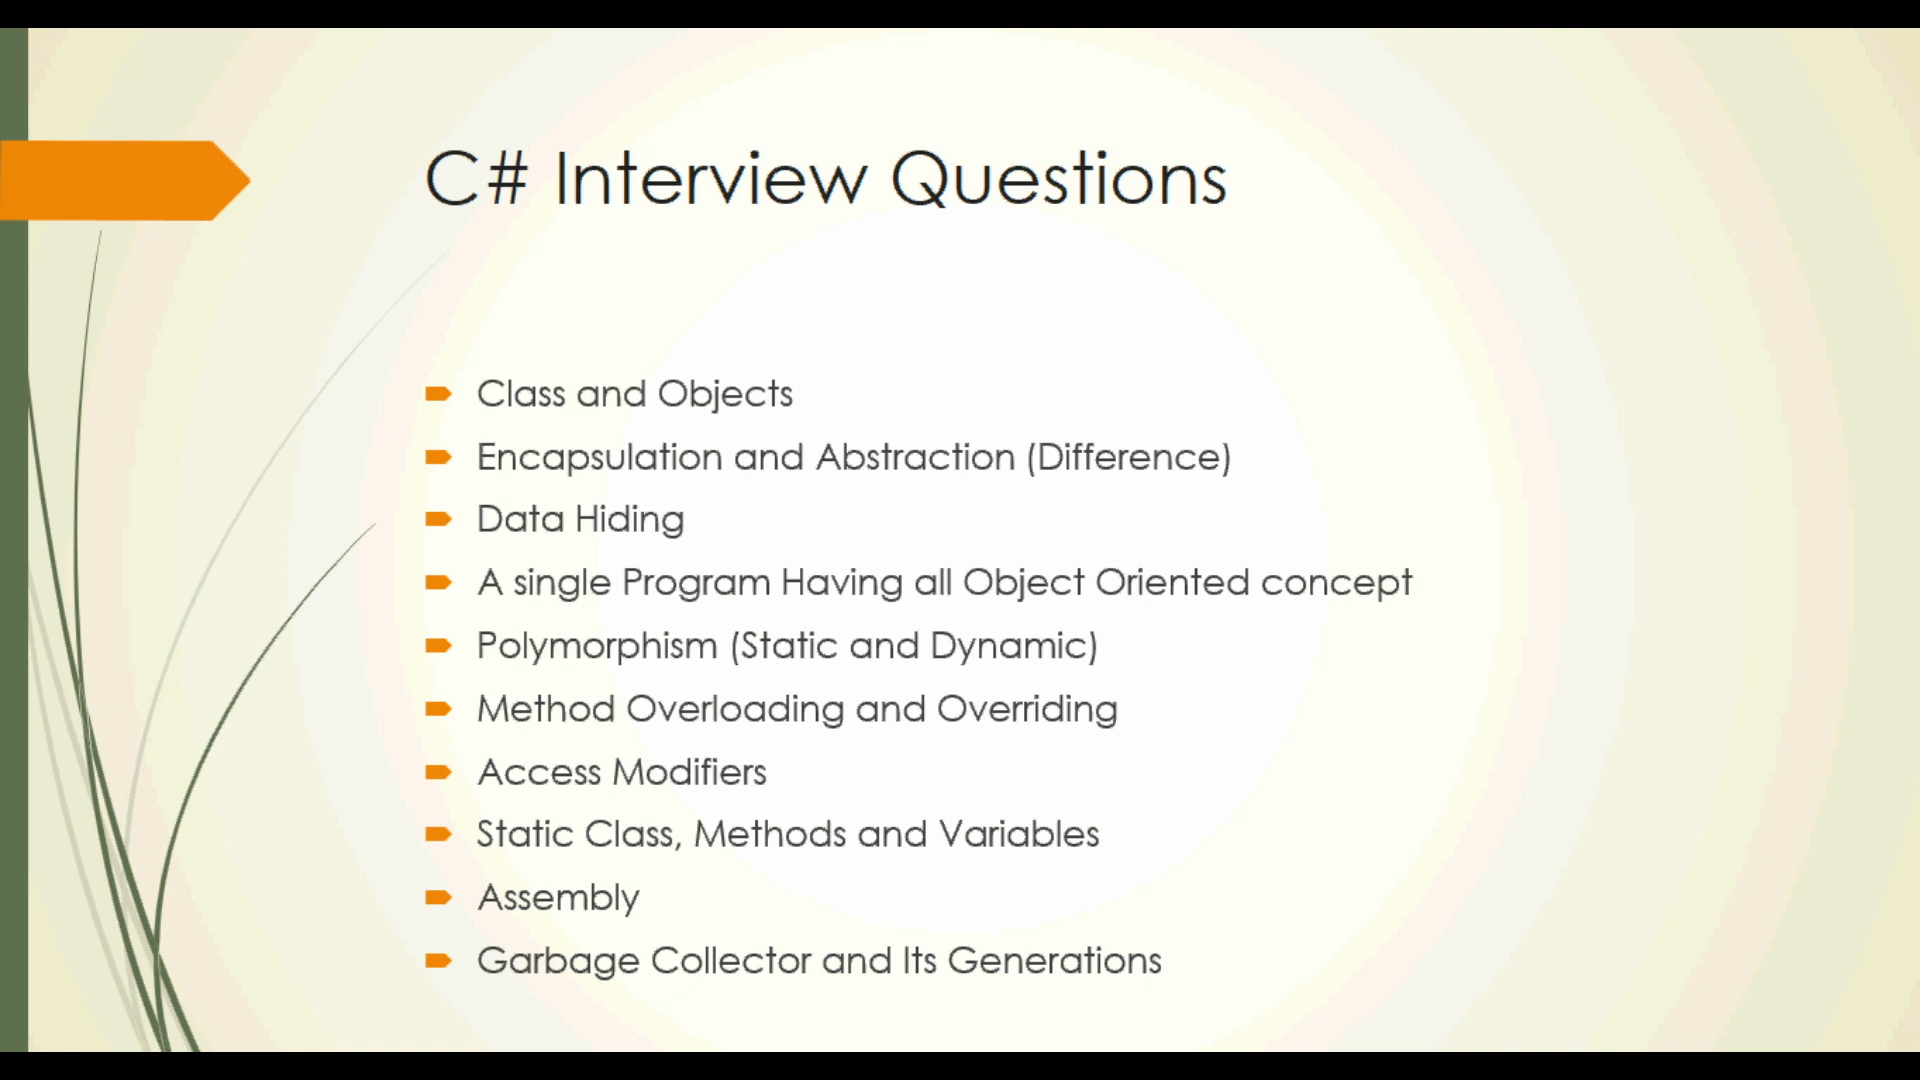 C# Interview Questions
Class and Objects
Encapsulation and Abstraction (Difference)
Data Hiding
A single Program Having all Object Oriented concept
Polymorphism (Static and Dynamic)
Method Overloading and Overriding
Access Modifiers
Static Class, Methods and Variables
Assembly
Garbage Collector and Its Generations